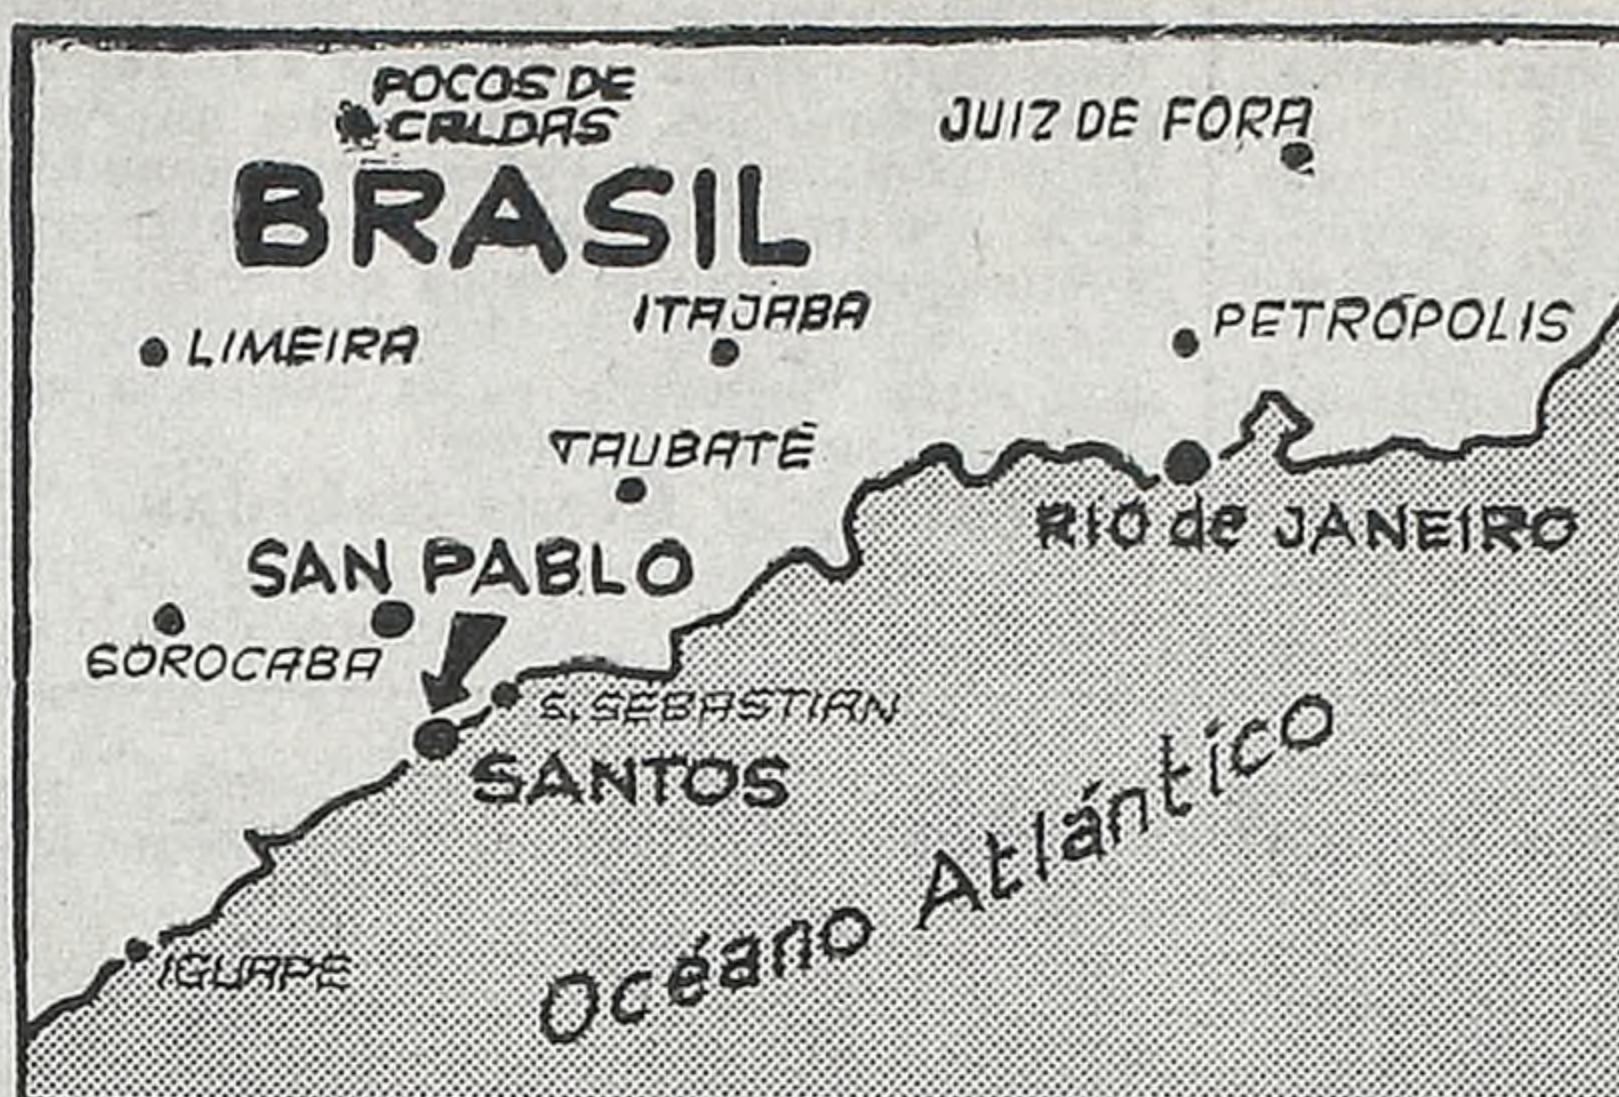 POCOS DE
CALDAS
JUIZ DE FORA
BRASIL
ITAJABA
PETRÓPOLIS
LIMEIRA
TAUBATÉ
RIO de JANEIRO
SAN PABLO
SOROCABA
S. SEBASTIAN
SANTOS
Océano Atlántico
IGUAPE